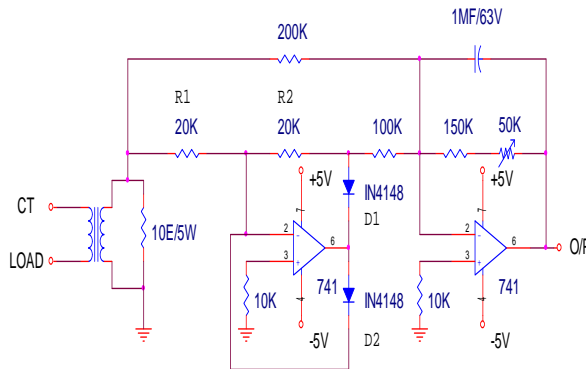 1MF/63V
200K
R1
R2
20K
20K
100K
150K
50K
+5V
+5V
IN4148
7
7
CT
D1
2
-
6
2
-
6
O/P
10E/5W
3
+
3
+
LOAD
741
IN4148
741
10K
4
10K
4
D2
-5V
-5V